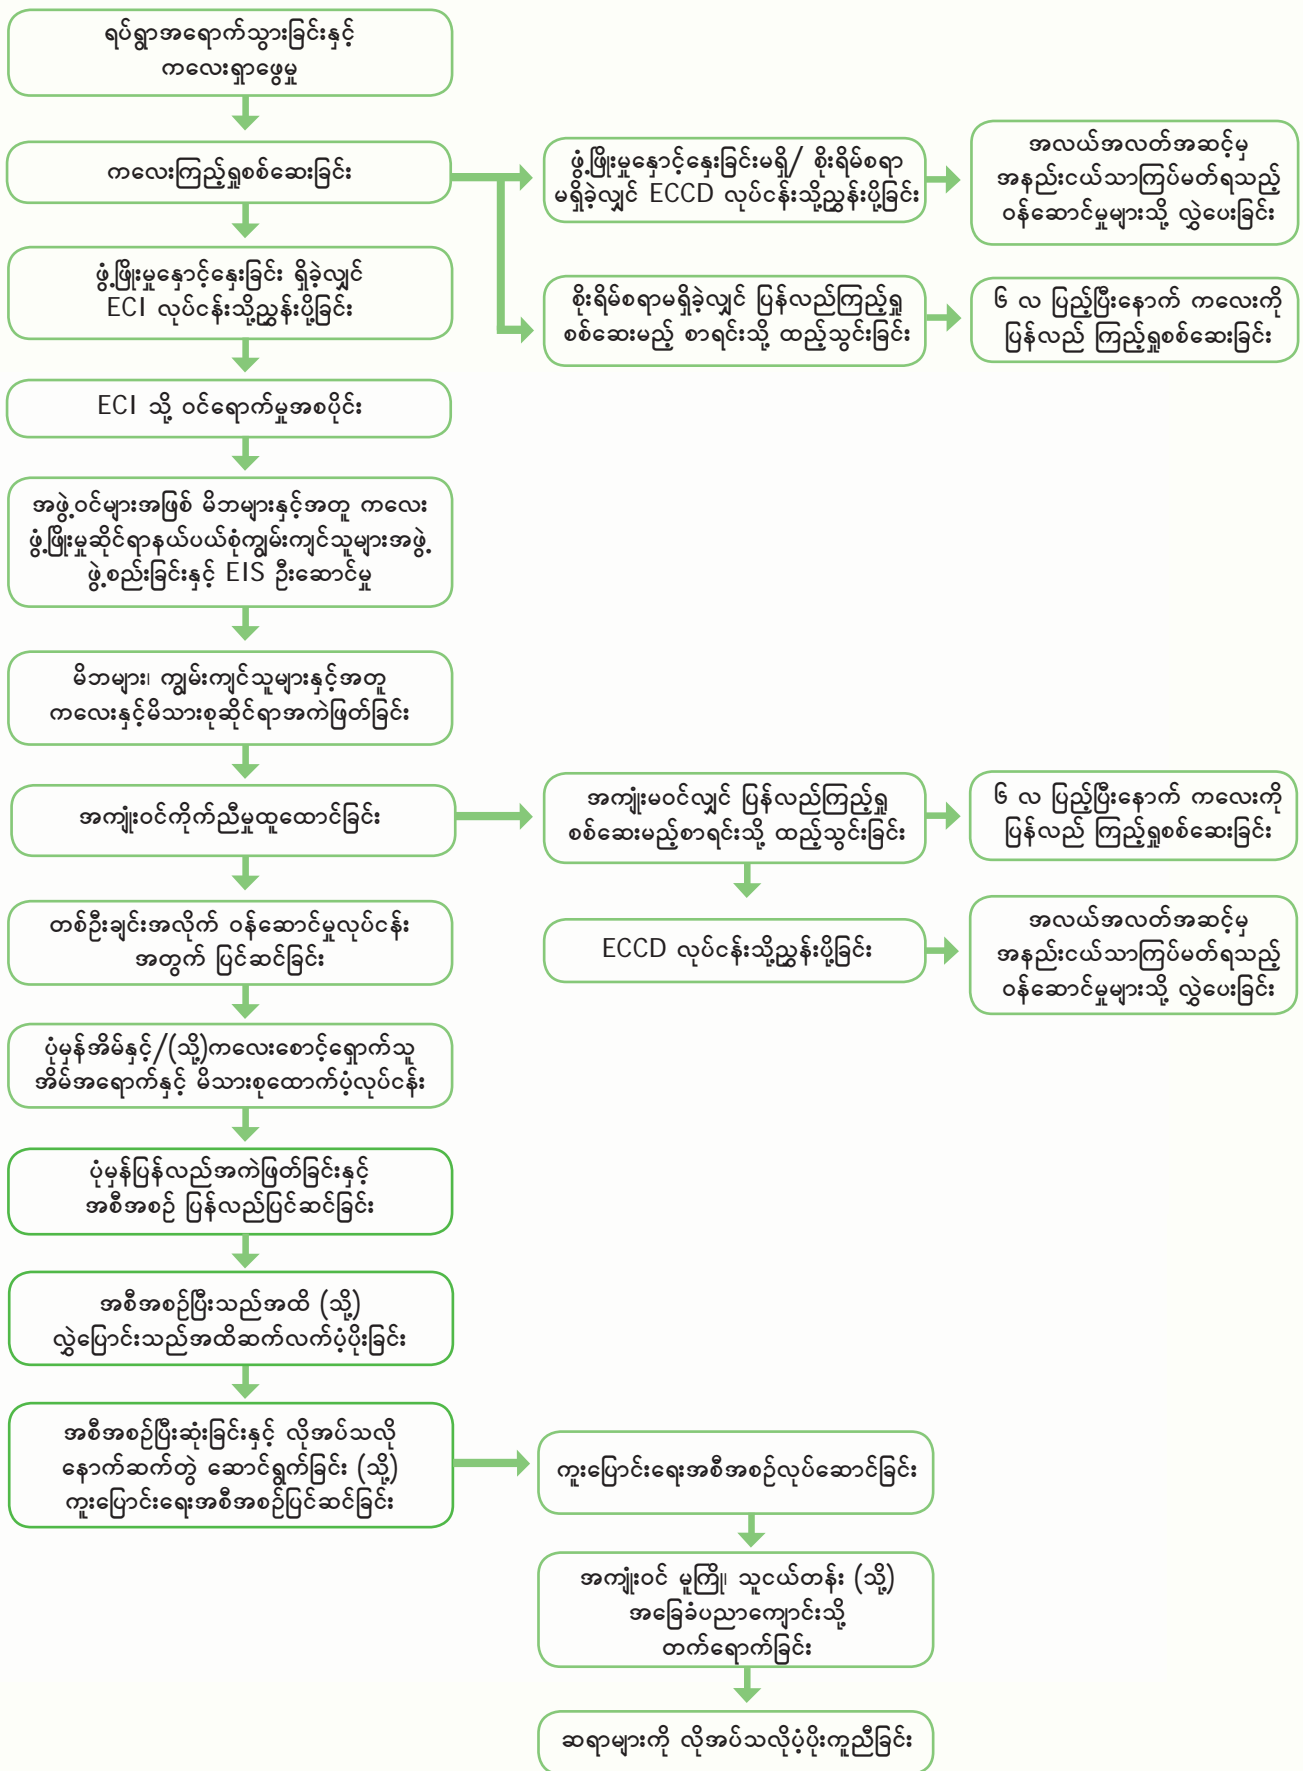 ရပ်ရွာအရောက်သွားခြင်းနှင့်
ကလေးရှာဖွေမှု
ကလေးကြည့်ရှုစစ်ဆေးခြင်း
ဖွံ့ဖြိုးမှုနှောင့်နှေးခြင်းမရှိ/ စိုးရိမ်စရာ
မရှိခဲ့လျှင် ECCD လုပ်ငန်းသို့ညွှန်းပို့ခြင်း
အလယ်အလတ်အဆင့်မှ
အနည်းငယ်သာကြပ်မတ်ရသည့်
ဝန်ဆောင်မှုများသို့ လွှဲပေးခြင်း
ဖွံ့ဖြိုးမှုနှောင့်နှေးခြင်း ရှိခဲ့လျှင်
ECI လုပ်ငန်းသို့ညွှန်းပို့ခြင်း
စိုးရိမ်စရာမရှိခဲ့လျှင် ပြန်လည်ကြည့်ရှု
စစ်ဆေးမည့် စာရင်းသို့ ထည့်သွင်းခြင်း
၆ လ ပြည့်ပြီးနောက် ကလေးကို
ပြန်လည် ကြည့်ရှုစစ်ဆေးခြင်း
ECI သို့ ဝင်ရောက်မှုအစပိုင်း
အဖွဲ့ဝင်များအဖြစ် မိဘများနှင့်အတူ ကလေး
ဖွံ့ဖြိုးမှုဆိုင်ရာနယ်ပယ်စုံကျွမ်းကျင်သူများအဖွဲ့
ဖွဲ့စည်းခြင်းနှင့် EIS ဦးဆောင်မှု
မိဘများ၊ ကျွမ်းကျင်သူများနှင့်အတူ
ကလေးနှင့်မိသားစုဆိုင်ရာအကဲဖြတ်ခြင်း
အကျုံးဝင်ကိုက်ညီမှုထူထောင်ခြင်း
အကျုံးမဝင်လျှင် ပြန်လည်ကြည့်ရှု
စစ်ဆေးမည့်စာရင်းသို့ ထည့်သွင်းခြင်း
၆ လ ပြည့်ပြီးနောက် ကလေးကို
ပြန်လည် ကြည့်ရှုစစ်ဆေးခြင်း
တစ်ဦးချင်းအလိုက် ဝန်ဆောင်မှုလုပ်ငန်း
အတွက် ပြင်ဆင်ခြင်း
ECCD လုပ်ငန်းသို့ညွှန်းပို့ခြင်း
အလယ်အလတ်အဆင့်မှ
အနည်းငယ်သာကြပ်မတ်ရသည့်
ဝန်ဆောင်မှုများသို့ လွှဲပေးခြင်း
ပုံမှန်အိမ်နှင့်/(သို့)ကလေးစောင့်ရှောက်သူ
အိမ်အရောက်နှင့် မိသားစုထောက်ပံ့လုပ်ငန်း
ပုံမှန်ပြန်လည်အကဲဖြတ်ခြင်းနှင့်
အစီအစဉ် ပြန်လည်ပြင်ဆင်ခြင်း
အစီအစဉ်ပြီးသည်အထိ (သို့)
လွှဲပြောင်းသည်အထိဆက်လက်ပံ့ပိုးခြင်း
အစီအစဉ်ပြီးဆုံးခြင်းနှင့် လိုအပ်သလို
နောက်ဆက်တွဲ ဆောင်ရွက်ခြင်း (သို့)
ကူးပြောင်းရေးအစီအစဉ်ပြင်ဆင်ခြင်း
ကူးပြောင်းရေးအစီအစဉ်လုပ်ဆောင်ခြင်း
အကျုံးဝင် မူကြို၊ သူငယ်တန်း (သို့)
အခြေခံပညာကျောင်းသို့
တက်ရောက်ခြင်း
ဆရာများကို လိုအပ်သလိုပံ့ပိုးကူညီခြင်း